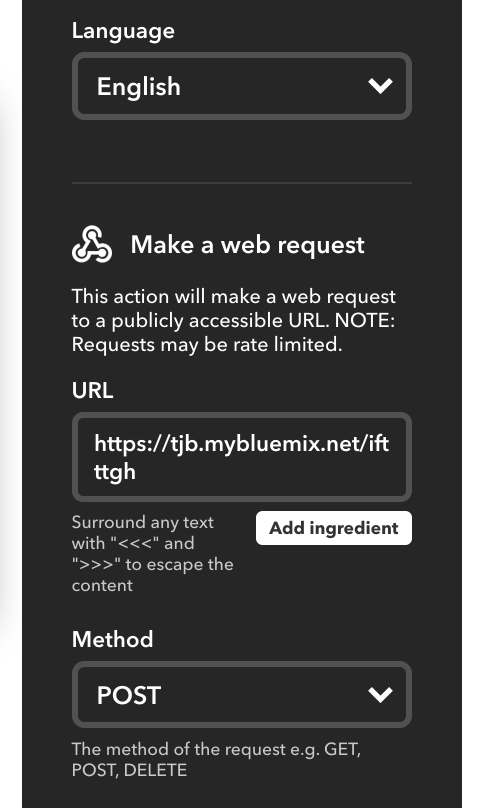 Language
English
Make a web request
This action will make a web request
to a publicly accessible URL. NOTE:
Requests may be rate limited.
URL
https://tjb.mybluemix.net/ift
ttgh
Surround any text
with "<<<" and
">>>" to escape the
content
Add ingredient
Method
POST
The method of the request e.g. GET,
POST, DELETE